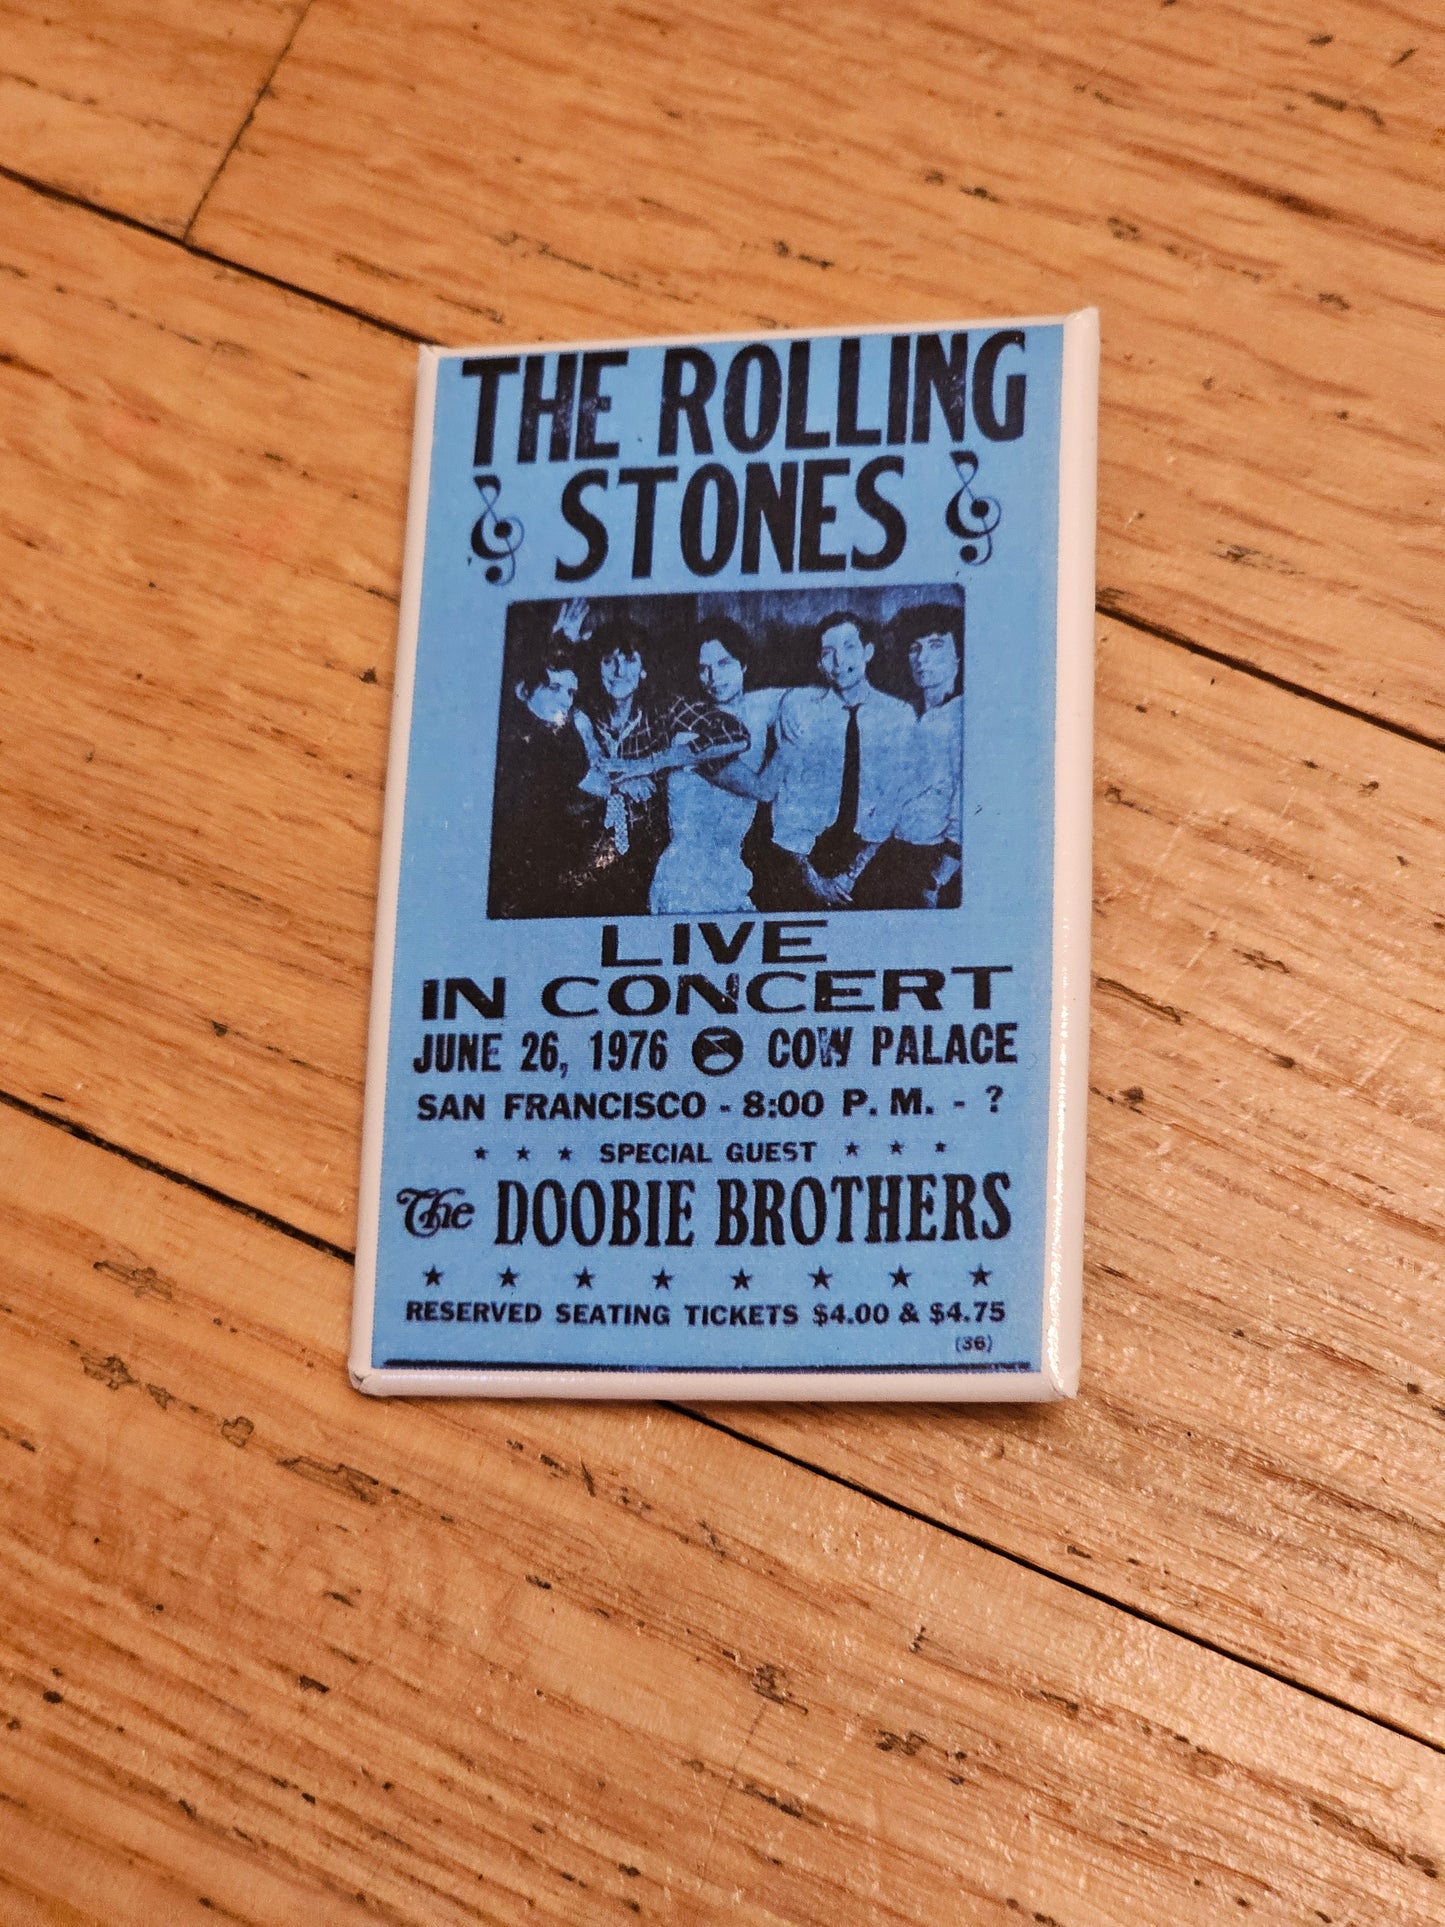 THE ROLLING
STONES
LIVE
IN CONCERT
JUNE 26, 1976 COW PALACE
SAN FRANCISCO - 8:00 P. M. - ?
★ ★ ★ SPECIAL GUEST ★ ★ ★
The DOOBIE BROTHERS
★ ★ ★ ★ ★ ★ ★ ★
RESERVED SEATING TICKETS $4.00 & $4.75
(36)